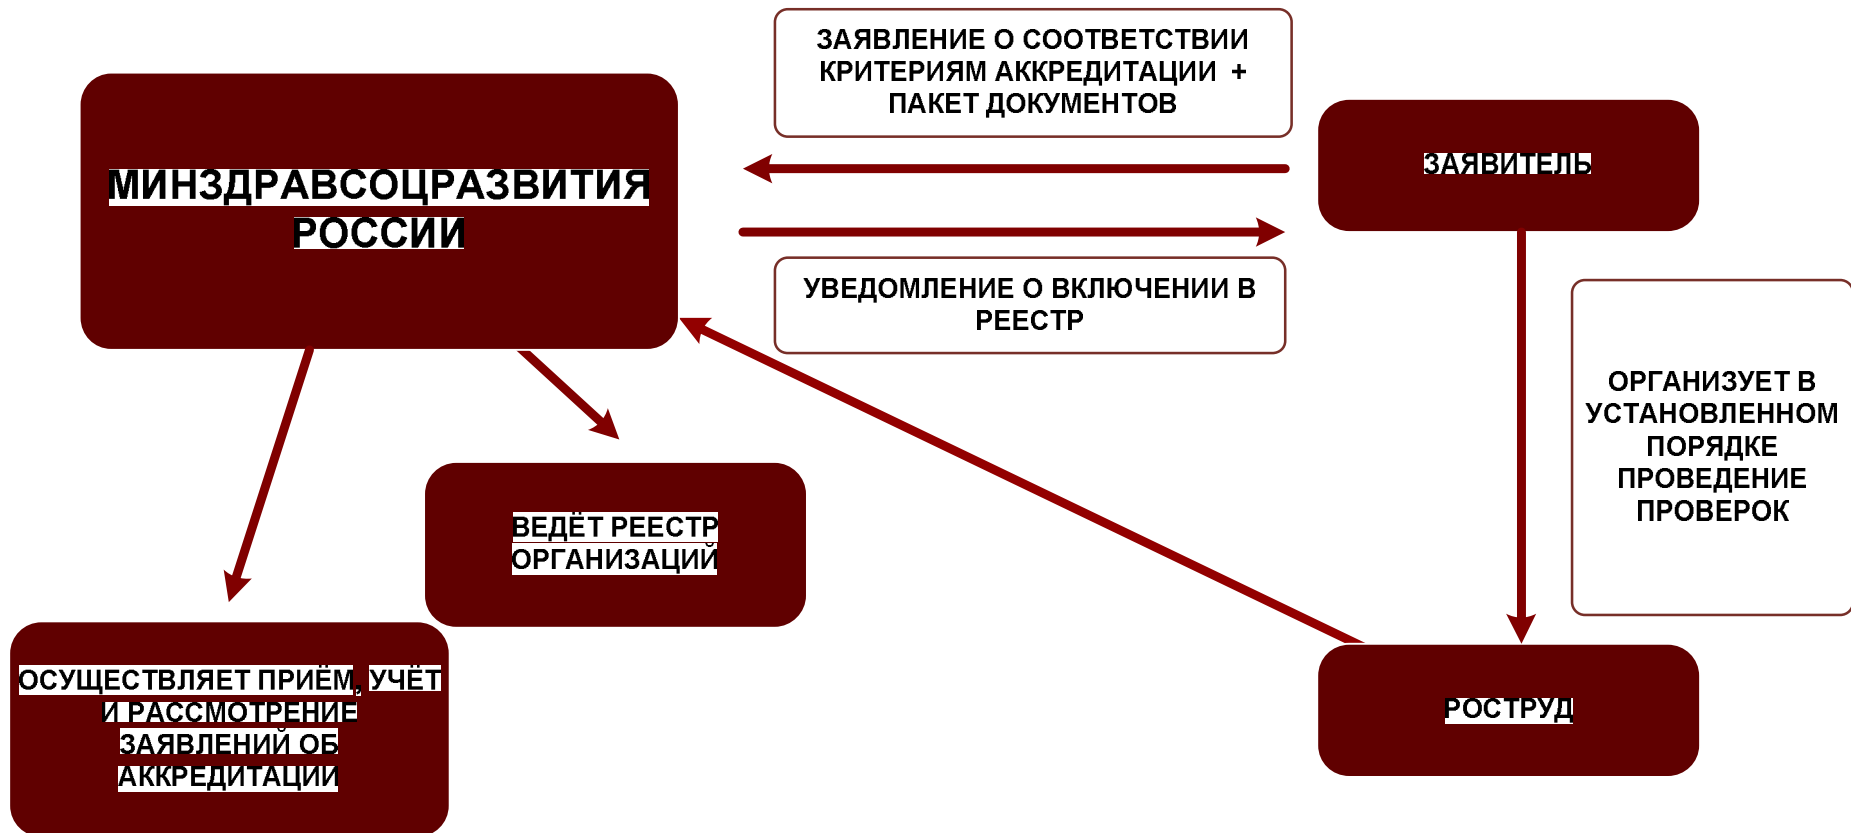 ЗАЯВЛЕНИЕ О СООТВЕТСТВИИ
КРИТЕРИЯМ АККРЕДИТАЦИИ +
ПАКЕТ ДОКУМЕНТОВ
МИНЗДРАВСОЦРАЗВИТИЯ
РОССИИ
ЗАЯВИТЕЛЬ
УВЕДОМЛЕНИЕ О ВКЛЮЧЕНИИ В
РЕЕСТР
ОРГАНИЗУЕТ В
УСТАНОВЛЕННОМ
ПОРЯДКЕ
ПРОВЕДЕНИЕ
ПРОВЕРОК
ВЕДЁТ РЕЕСТР
ОРГАНИЗАЦИЙ
ОСУЩЕСТВЛЯЕТ ПРИЁМ, УЧЁТ
И РАССМОТРЕНИЕ
ЗАЯВЛЕНИЙ ОБ
АККРЕДИТАЦИИ
РОСТРУД